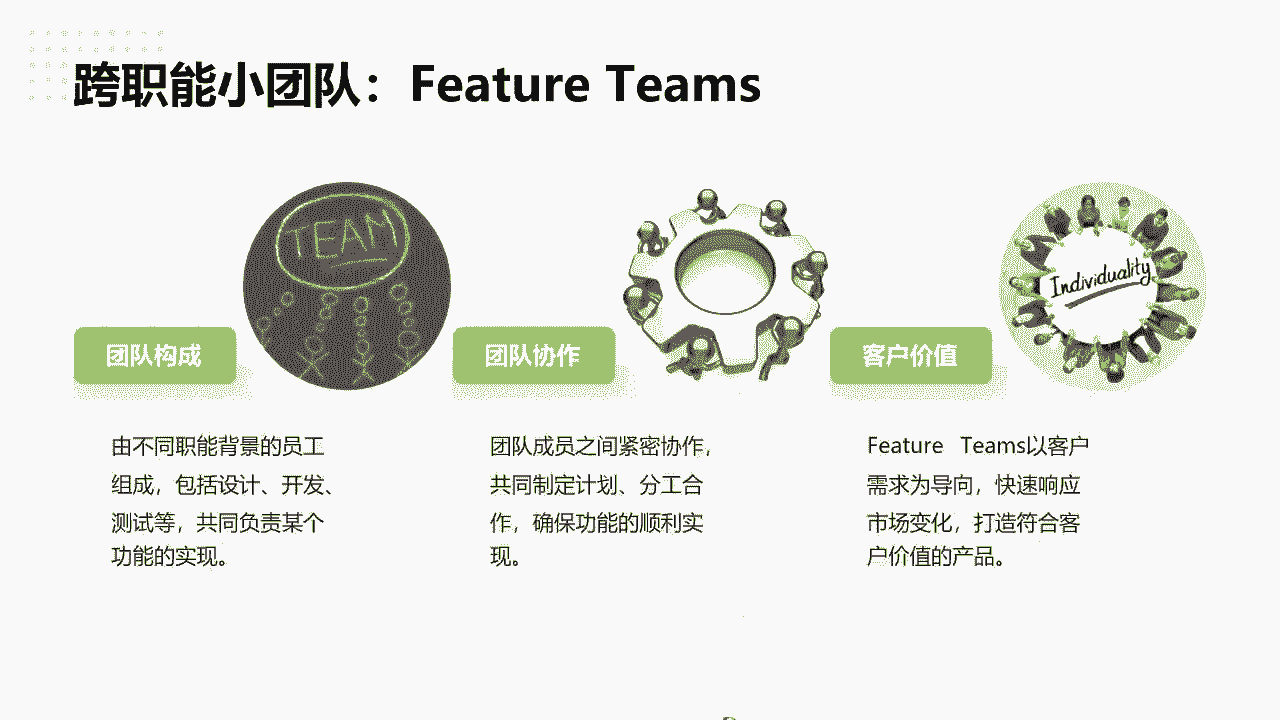 跨职能小团队：Feature Teams
TEAM
Individuality
团队构成
团队协作
客户价值
由不同职能背景的员工
组成，包括设计、开发、
测试等，共同负责某个
功能的实现。
团队成员之间紧密协作，
共同制定计划、分工合
作，确保功能的顺利实
现。
Feature Teams以客户
需求为导向，快速响应
市场变化，打造符合客
户价值的产品。